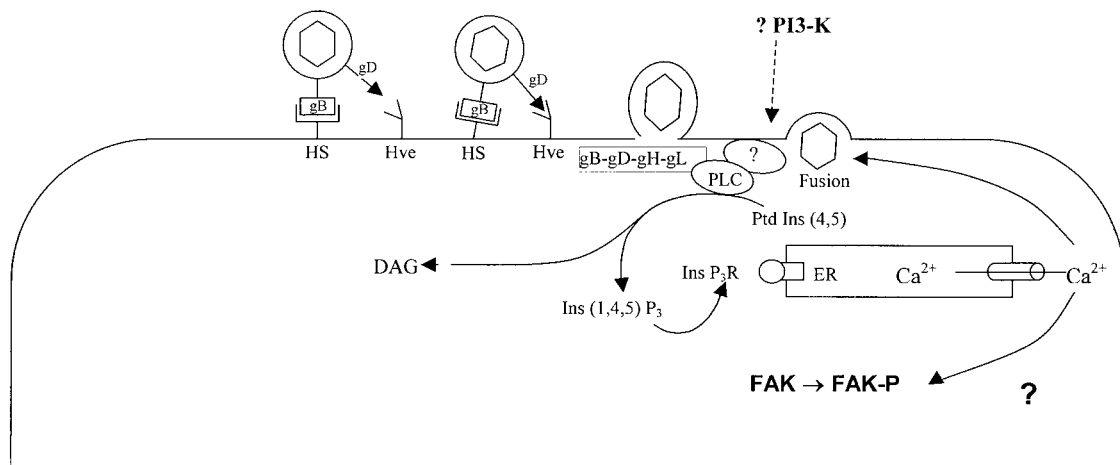 ? PI3-K
gD
gD
gB
gB
HS
Hve
HS
Hve
gB-gD-gH-gL
?
PLC
Fusion
Ptd Ins (4,5)
DAG
Ins P3R
ER
Ca2+
Ca2+
Ins (1,4,5) P3
FAK → FAK-P
?